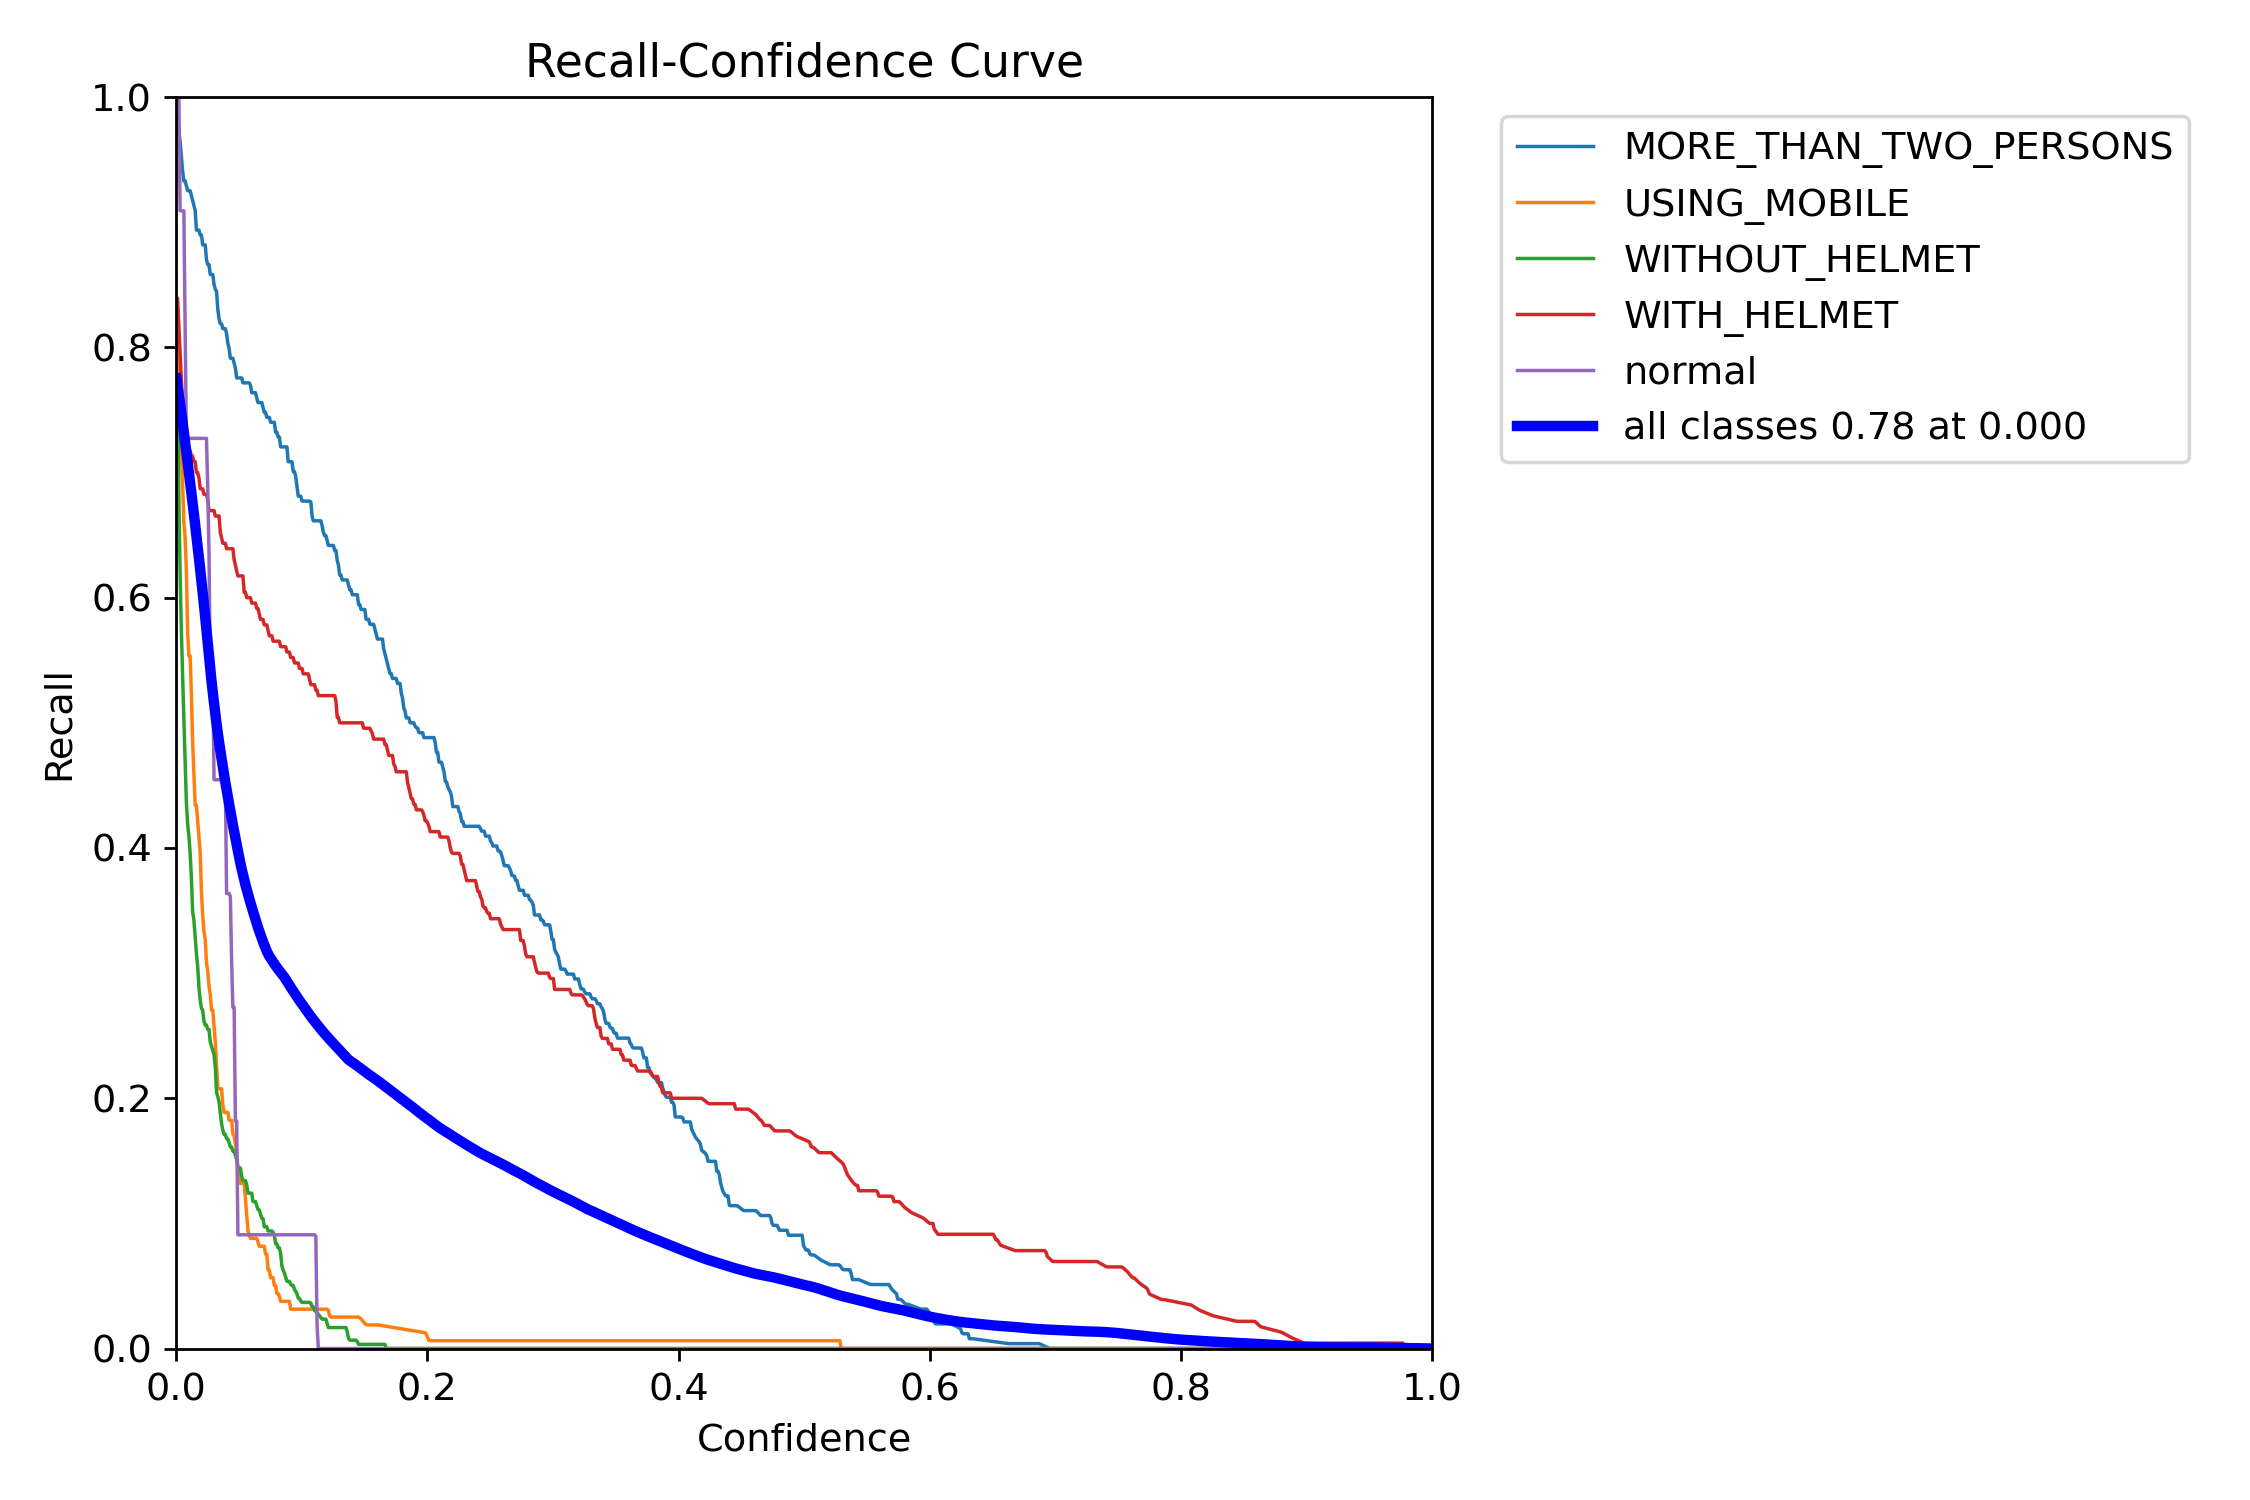 Recall-Confidence Curve
1.0
0.8
0.6
0.4
0.2
0.0
Recall
0.0 0.2 0.4 0.6 0.8 1.0
Confidence
MORE_THAN_TWO_PERSONS
USING_MOBILE
WITHOUT_HELMET
WITH_HELMET
normal
all classes 0.78 at 0.000